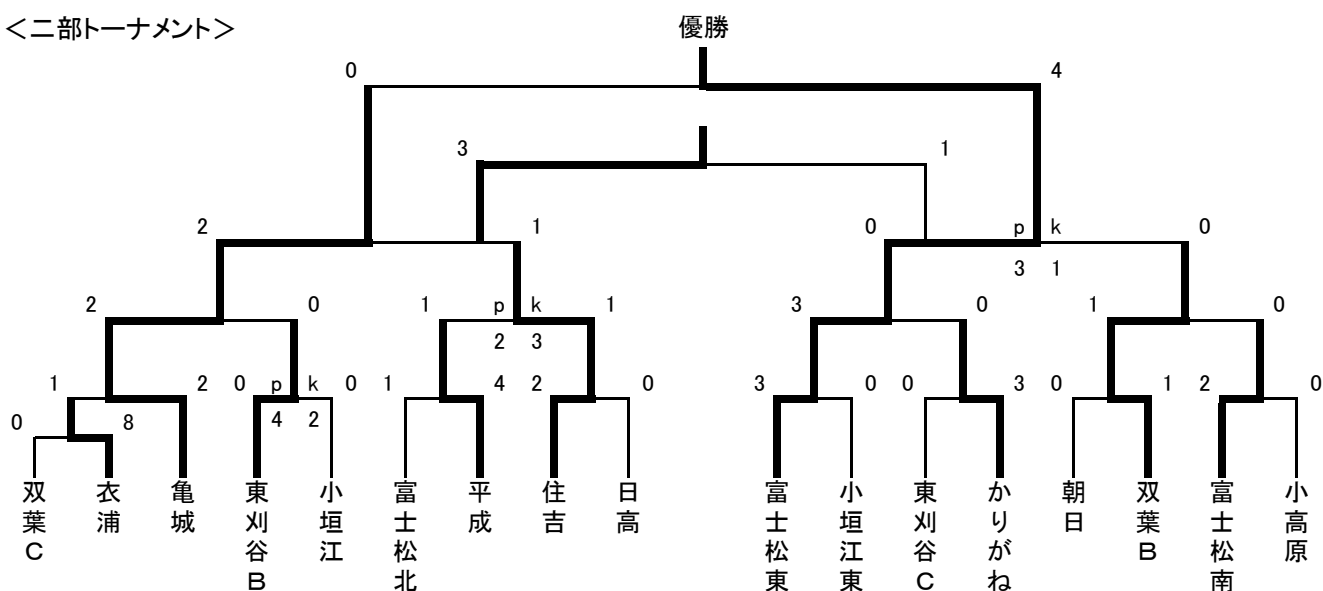 ＜二部トーナメント＞ 優勝
0 4
3 1
2 1 0 p k 0
3 1
2 0 1 p k 1 3 0 1 0
2 3
1 2 0 p k 0 1 4 2 0 3 0 0 3 0 1 2 0
0 8 4 2
双葉C 衣浦 亀城 東刈谷B 小垣江 富士松北 平成 住吉 日高 富士松東 小垣江東 東刈谷C かりがね 朝日 双葉B 富士松南 小高原